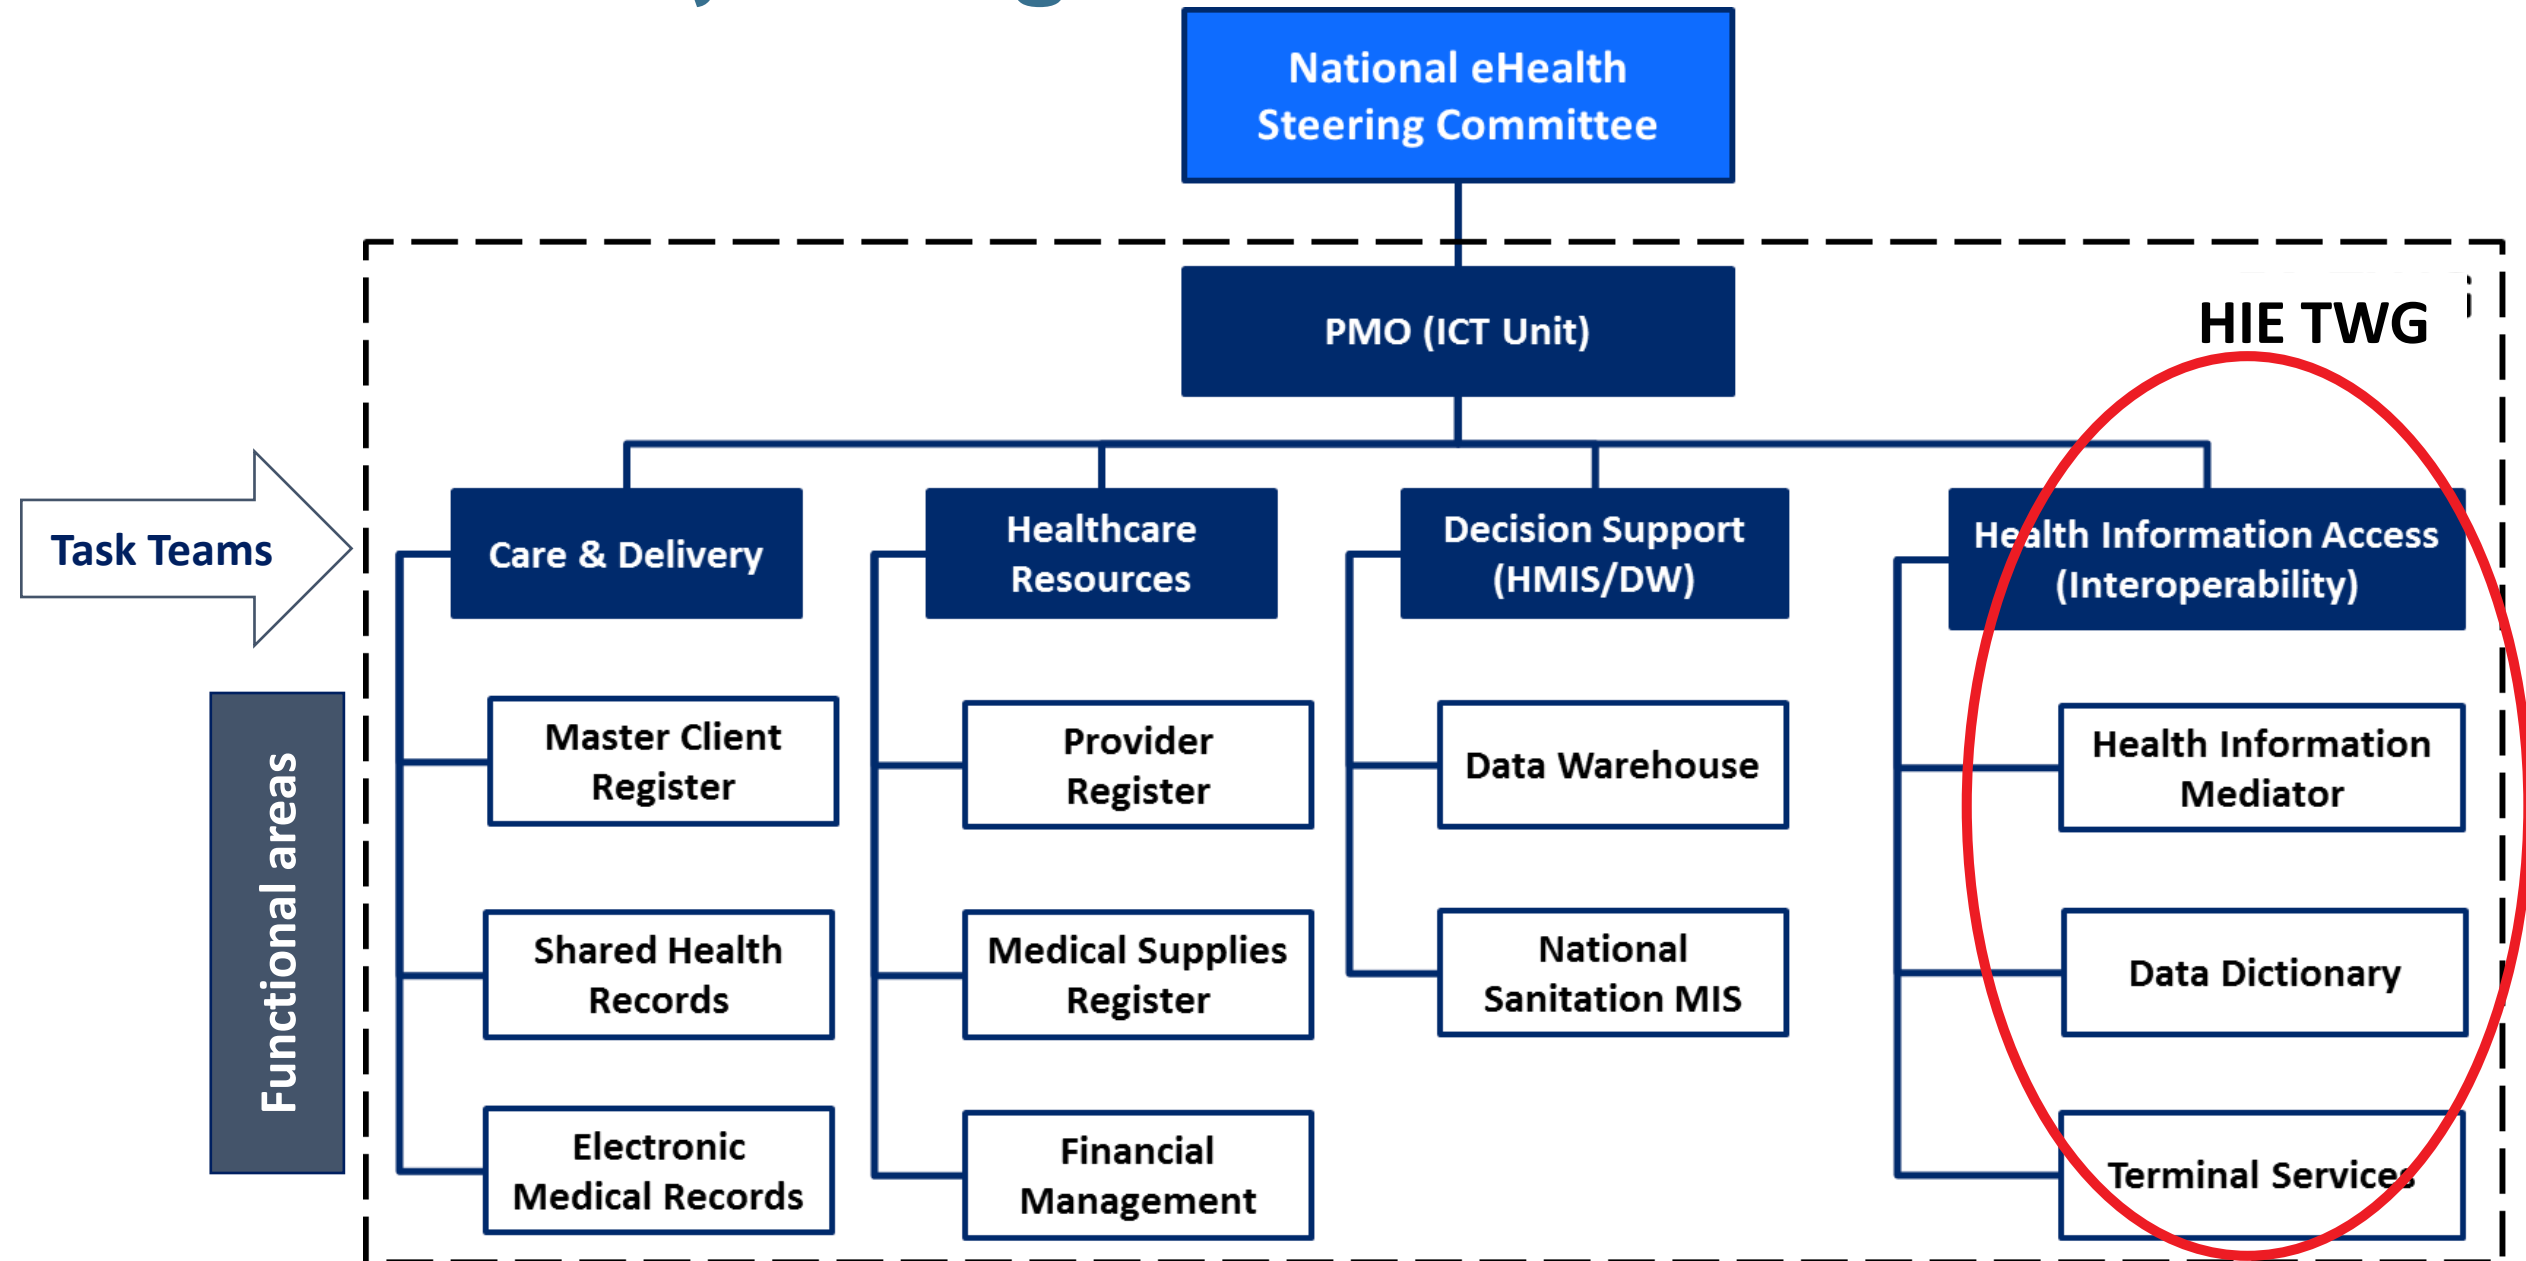 National eHealth
Steering Committee
PMO (ICT Unit)
HIE TWG
Task Teams
Care & Delivery
Healthcare
Resources
Decision Support
(HMIS/DW)
Health Information Access
(Interoperability)
Functional areas
Master Client
Register
Provider
Register
Data Warehouse
Health Information
Mediator
Shared Health
Records
Medical Supplies
Register
National
Sanitation MIS
Data Dictionary
Electronic
Medical Records
Financial
Management
Terminal Services